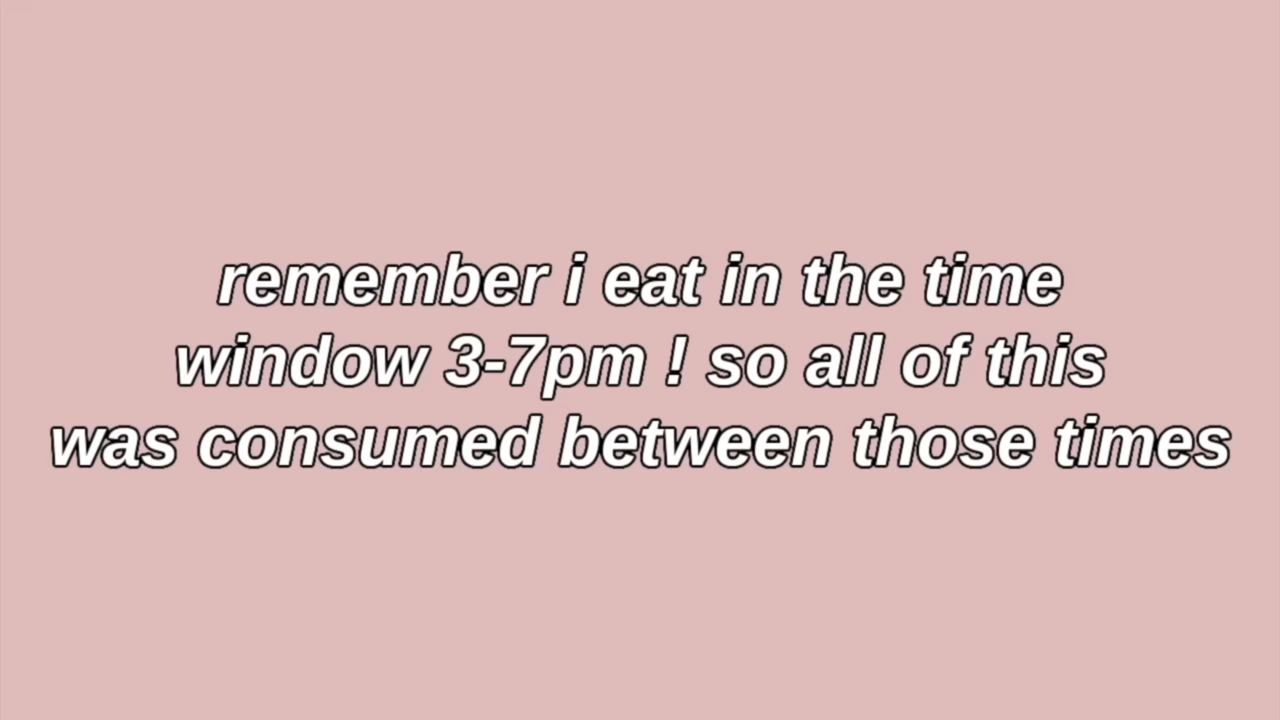 remember i eat in the time
window 3-7pm ! so all of this
was consumed between those times